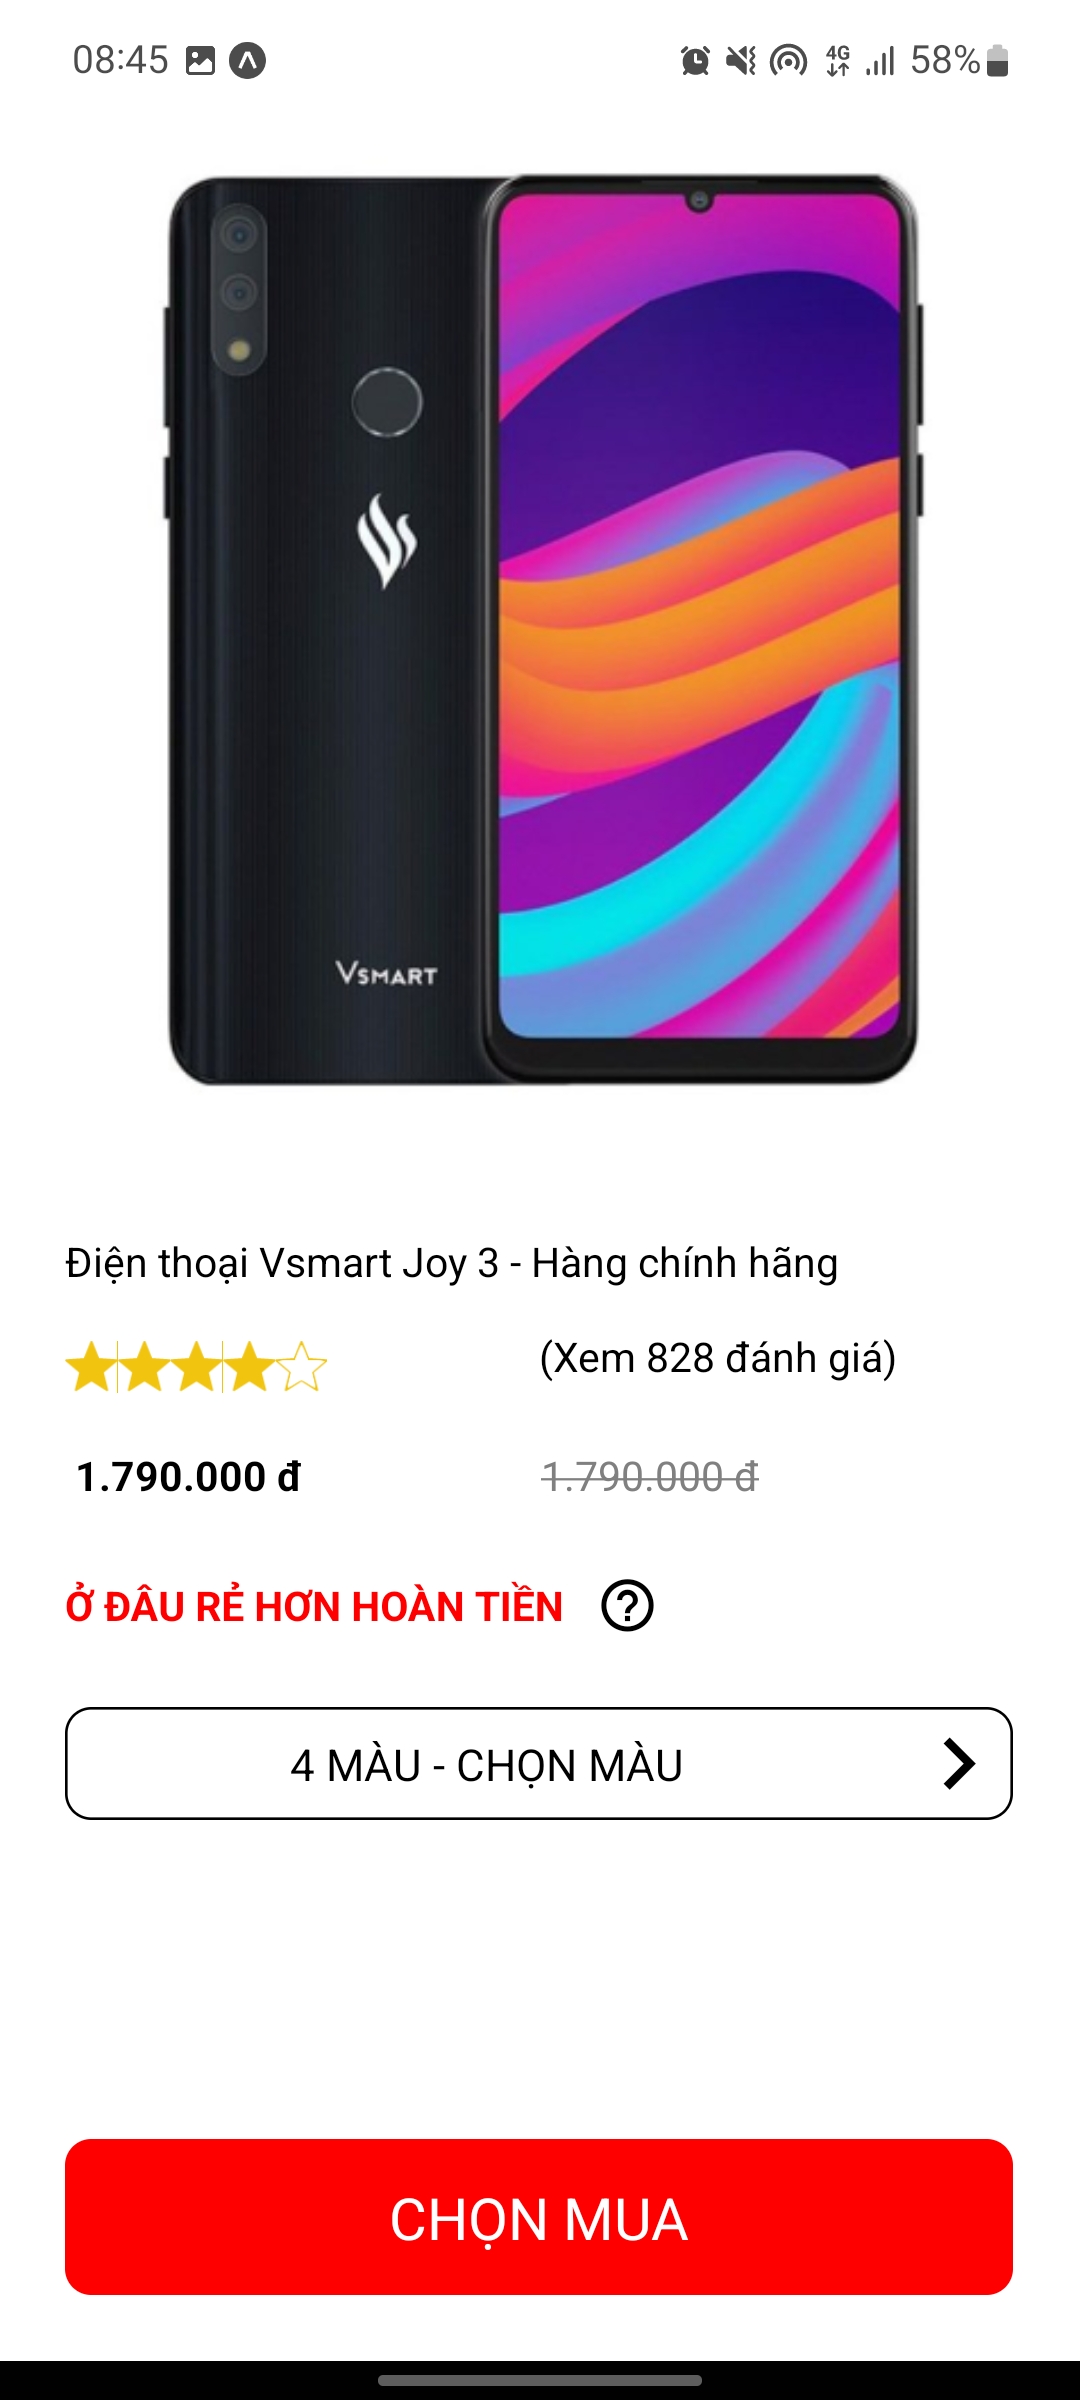 08:45
4G
58%
VSMART
Điện thoại Vsmart Joy 3 - Hàng chính hãng
(Xem 828 đánh giá)
1.790.000 đ
1.790.000 đ
Ở ĐÂU RẺ HƠN HOÀN TIỀN
4 MÀU - CHỌN MÀU
CHỌN MUA